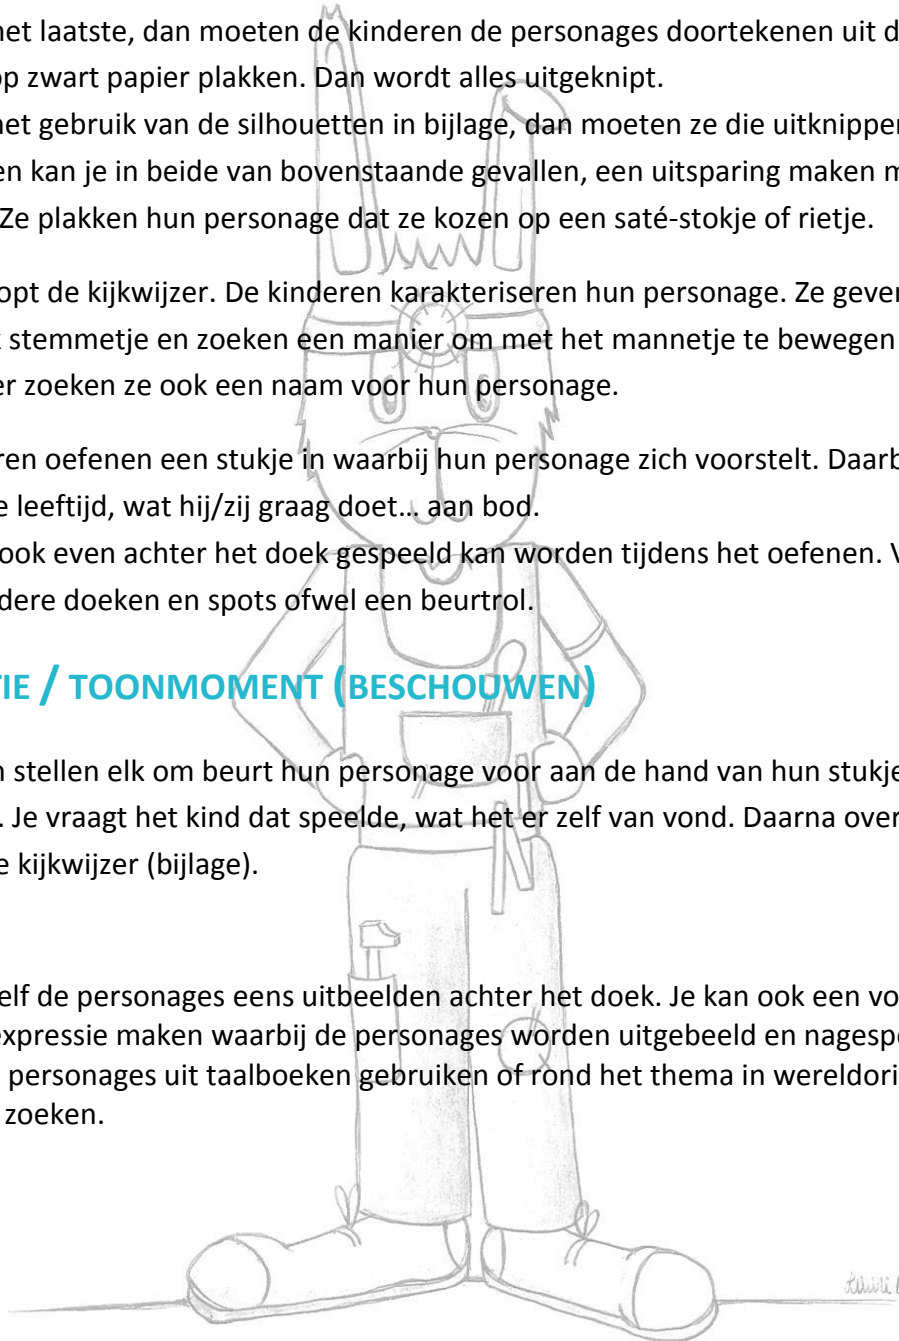 net laatste, dan moeten de kinderen de personages doortekenen uit d
op zwart papier plakken. Dan wordt alles uitgeknipt.
net gebruik van de silhouetten in bijlage, dan moeten ze die uitknippe
en kan je in beide van bovenstaande gevallen, een uitsparing maken m
Ze plakken hun personage dat ze kozen op een saté-stokje of rietje.
opt de kijkwijzer. De kinderen karakteriseren hun personage. Ze geve
k stemmetje en zoeken een manier om met het mannetje te bewegen
er zoeken ze ook een naam voor hun personage.
ren oefenen een stukje in waarbij hun personage zich voorstelt. Daarb
e leeftijd, wat hij/zij graag doet… aan bod.
ook even achter het doek gespeeld kan worden tijdens het oefenen. V
dere doeken en spots ofwel een beurtrol.
TIE / TOONMOMENT (BESCHOUWEN)
n stellen elk om beurt hun personage voor aan de hand van hun stukje
. Je vraagt het kind dat speelde, wat het er zelf van vond. Daarna over
e kijkwijzer (bijlage).
elf de personages eens uitbeelden achter het doek. Je kan ook een vo
expressie maken waarbij de personages worden uitgebeeld en nagesp
personages uit taalboeken gebruiken of rond het thema in wereldori
zoeken.